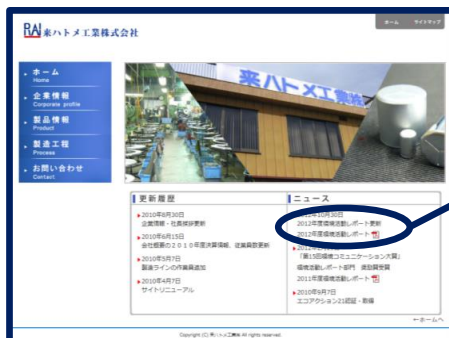 RAI 来ハトメ工業株式会社
ホーム サイトマップ
ホーム
Home
企業情報
Corporate profile
製品情報
Product
製造工程
Process
お問い合わせ
Contact
来ハトメ工業株
更新履歴
2010年8月30日
企業情報・社長挨拶更新
2010年6月15日
会社概要の2010年度決算情報、従業員数更新
2010年5月7日
製造ラインの作業員追加
2010年4月7日
サイトリニューアル
ニュース
2012年10月30日
2012年度環境活動レポート更新
2012年度環境活動レポート
「第15回環境コミュニケーション大賞」
環境活動レポート部門 奨励賞受賞
2011年度環境活動レポート
2010年9月7日
エコアクション21認証・取得
←ホームへ
Copyright (C) 来ハトメ工業㈱ All rights reserved.